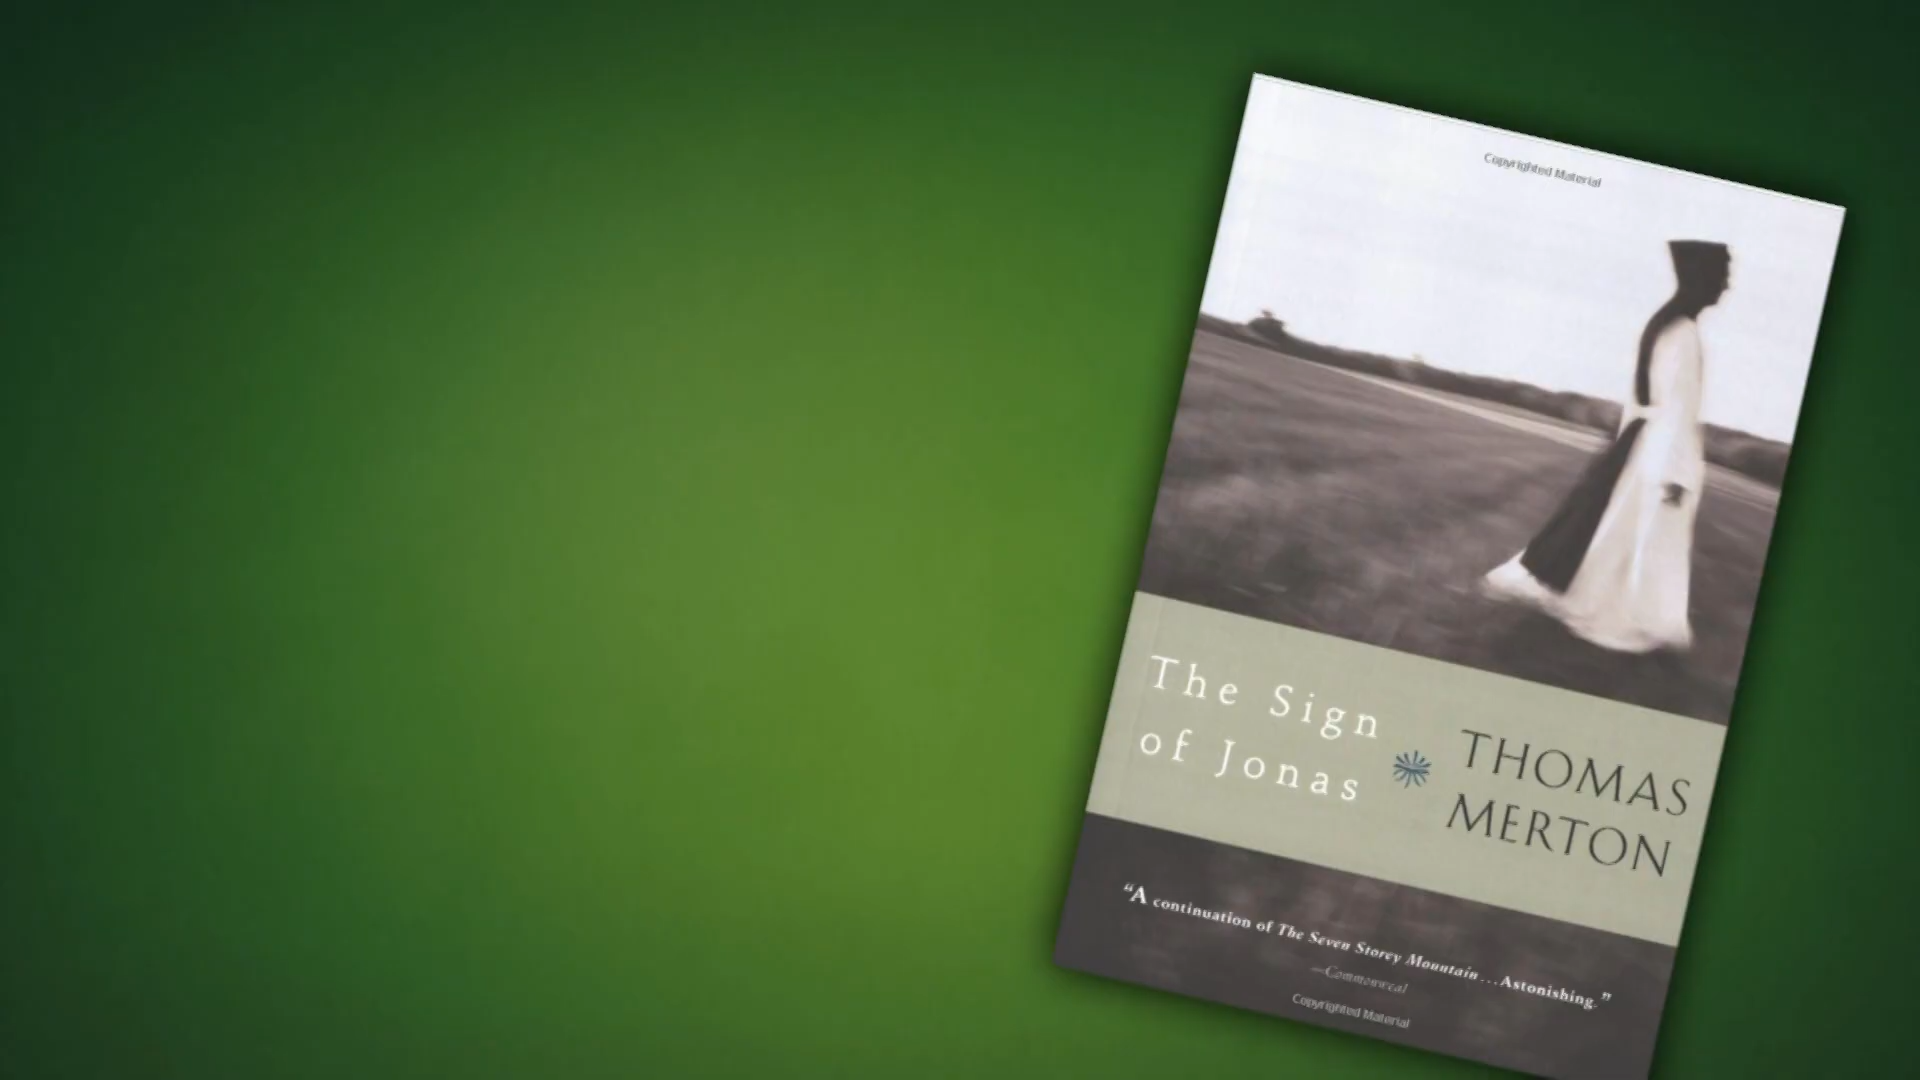 Copyrighted Material
The Sign
of Jonas
THOMAS
MERTON
“A continuation of The Seven Storey Mountain...Astonishing.”
—Commonweal
Copyrighted Material